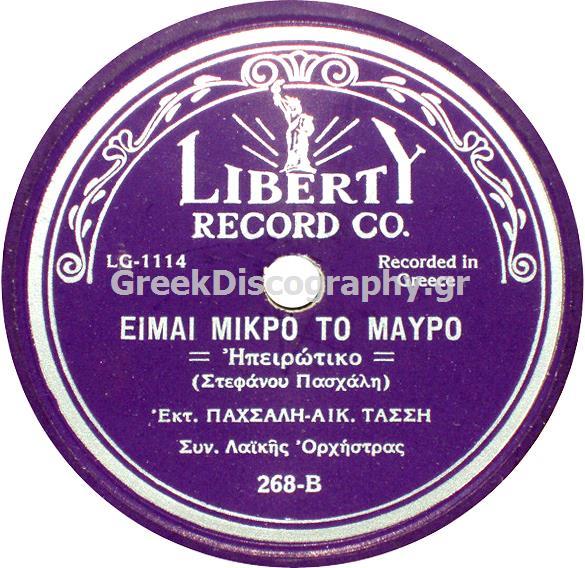 LIBERTY
RECORD CO.
LG-1114
Recorded in
Greece
GreekDiscography.gr
ΕΙΜΑΙ ΜΙΚΡΟ ΤΟ ΜΑΥΡΟ
= Ἠπειρώτικο =
(Στεφάνου Πασχάλη)
Ἐκτ. ΠΑΧΣΑΛΗ-ΑΙΚ. ΤΑΣΣΗ
Συν. Λαϊκῆς Ὀρχήστρας
268-B